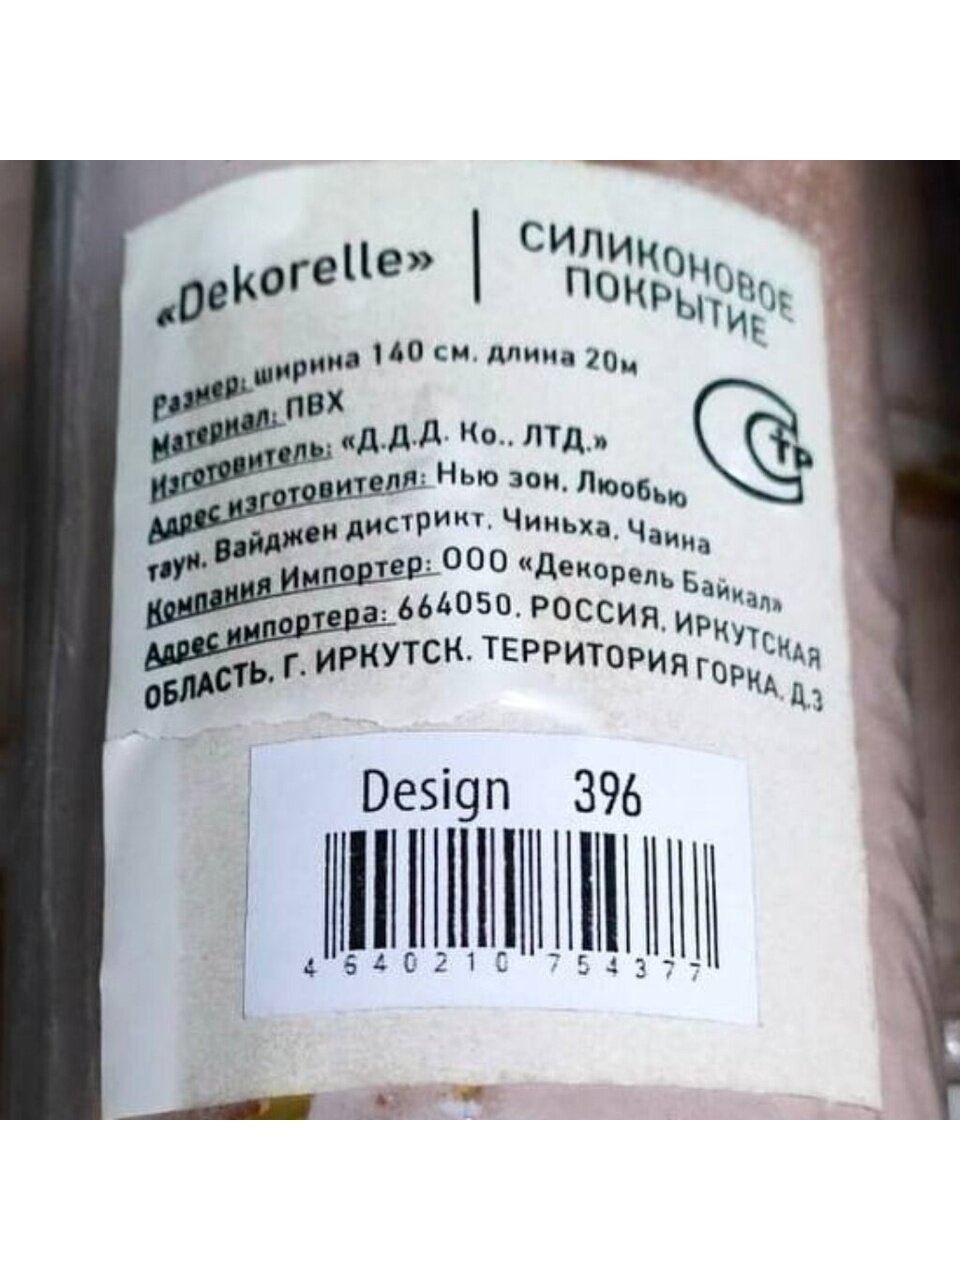 «Dekorelle» | СИЛИКОНОВОЕ
ПОКРЫТИЕ
Размер: ширина 140 см. длина 20м
Материал: ПВХ
Изготовитель: «Д.Д.Д. Ко.. ЛТД.»
Адрес изготовителя: Нью зон. Люобью
таун. Вайджен дистрикт. Чиньха. Чаина
Компания Импортер: ООО «Декорель Байкал»
Адрес импортера: 664050. РОССИЯ. ИРКУТСКАЯ
ОБЛАСТЬ. Г. ИРКУТСК. ТЕРРИТОРИЯ ГОРКА. Д.3
Стр
Design 396
4 640210 754377